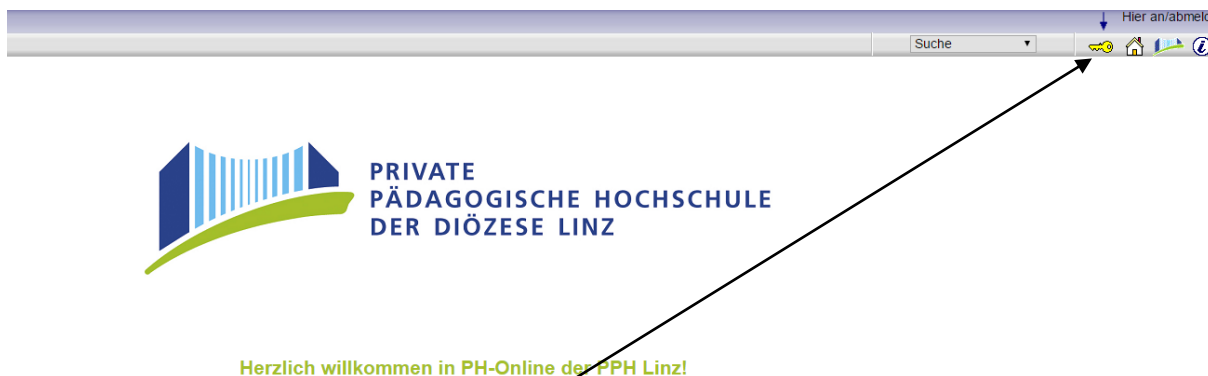 Hier an/abmeld
Suche
PRIVATE
PÄDAGOGISCHE HOCHSCHULE
DER DIÖZESE LINZ
Herzlich willkommen in PH-Online der PPH Linz!